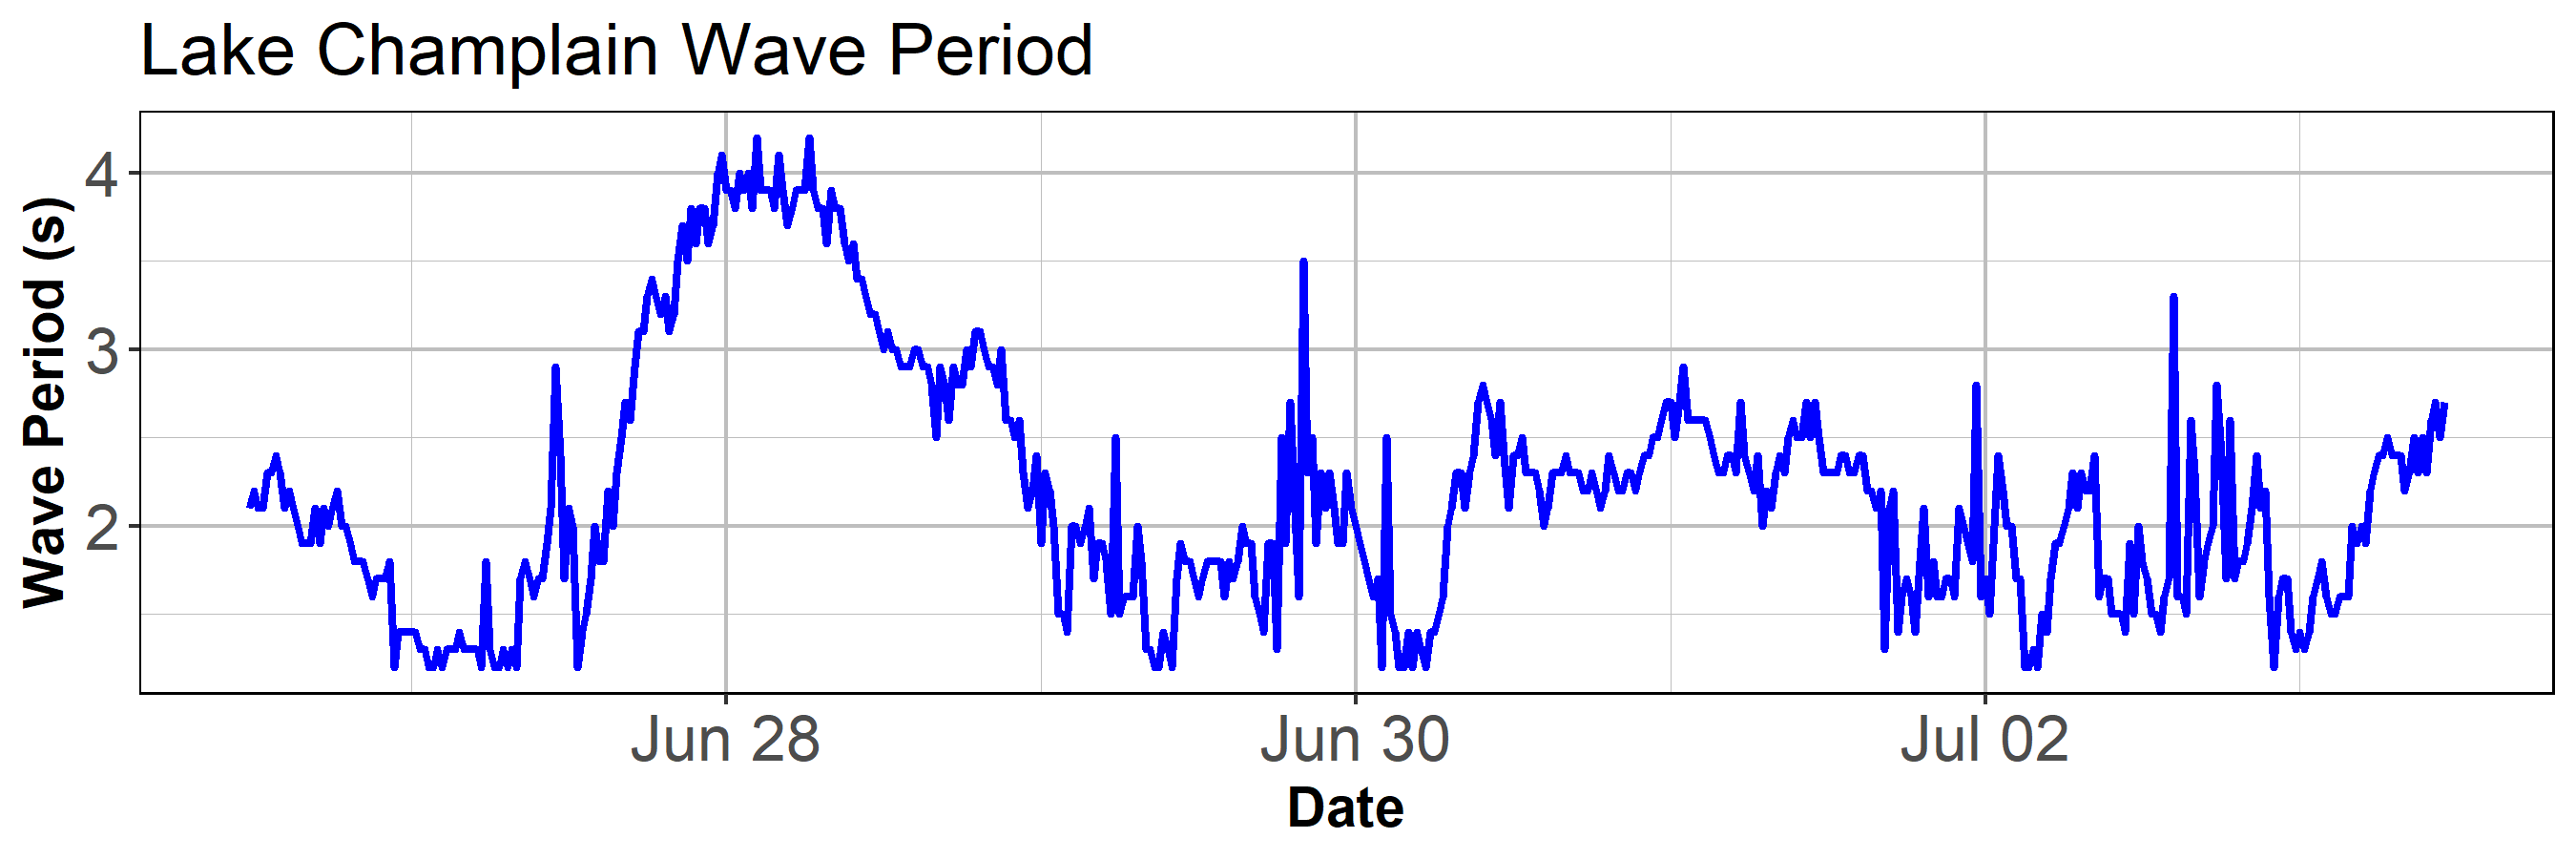 Lake Champlain Wave Period
Wave Period (s)
4
3
2
Jun 28
Jun 30
Jul 02
Date